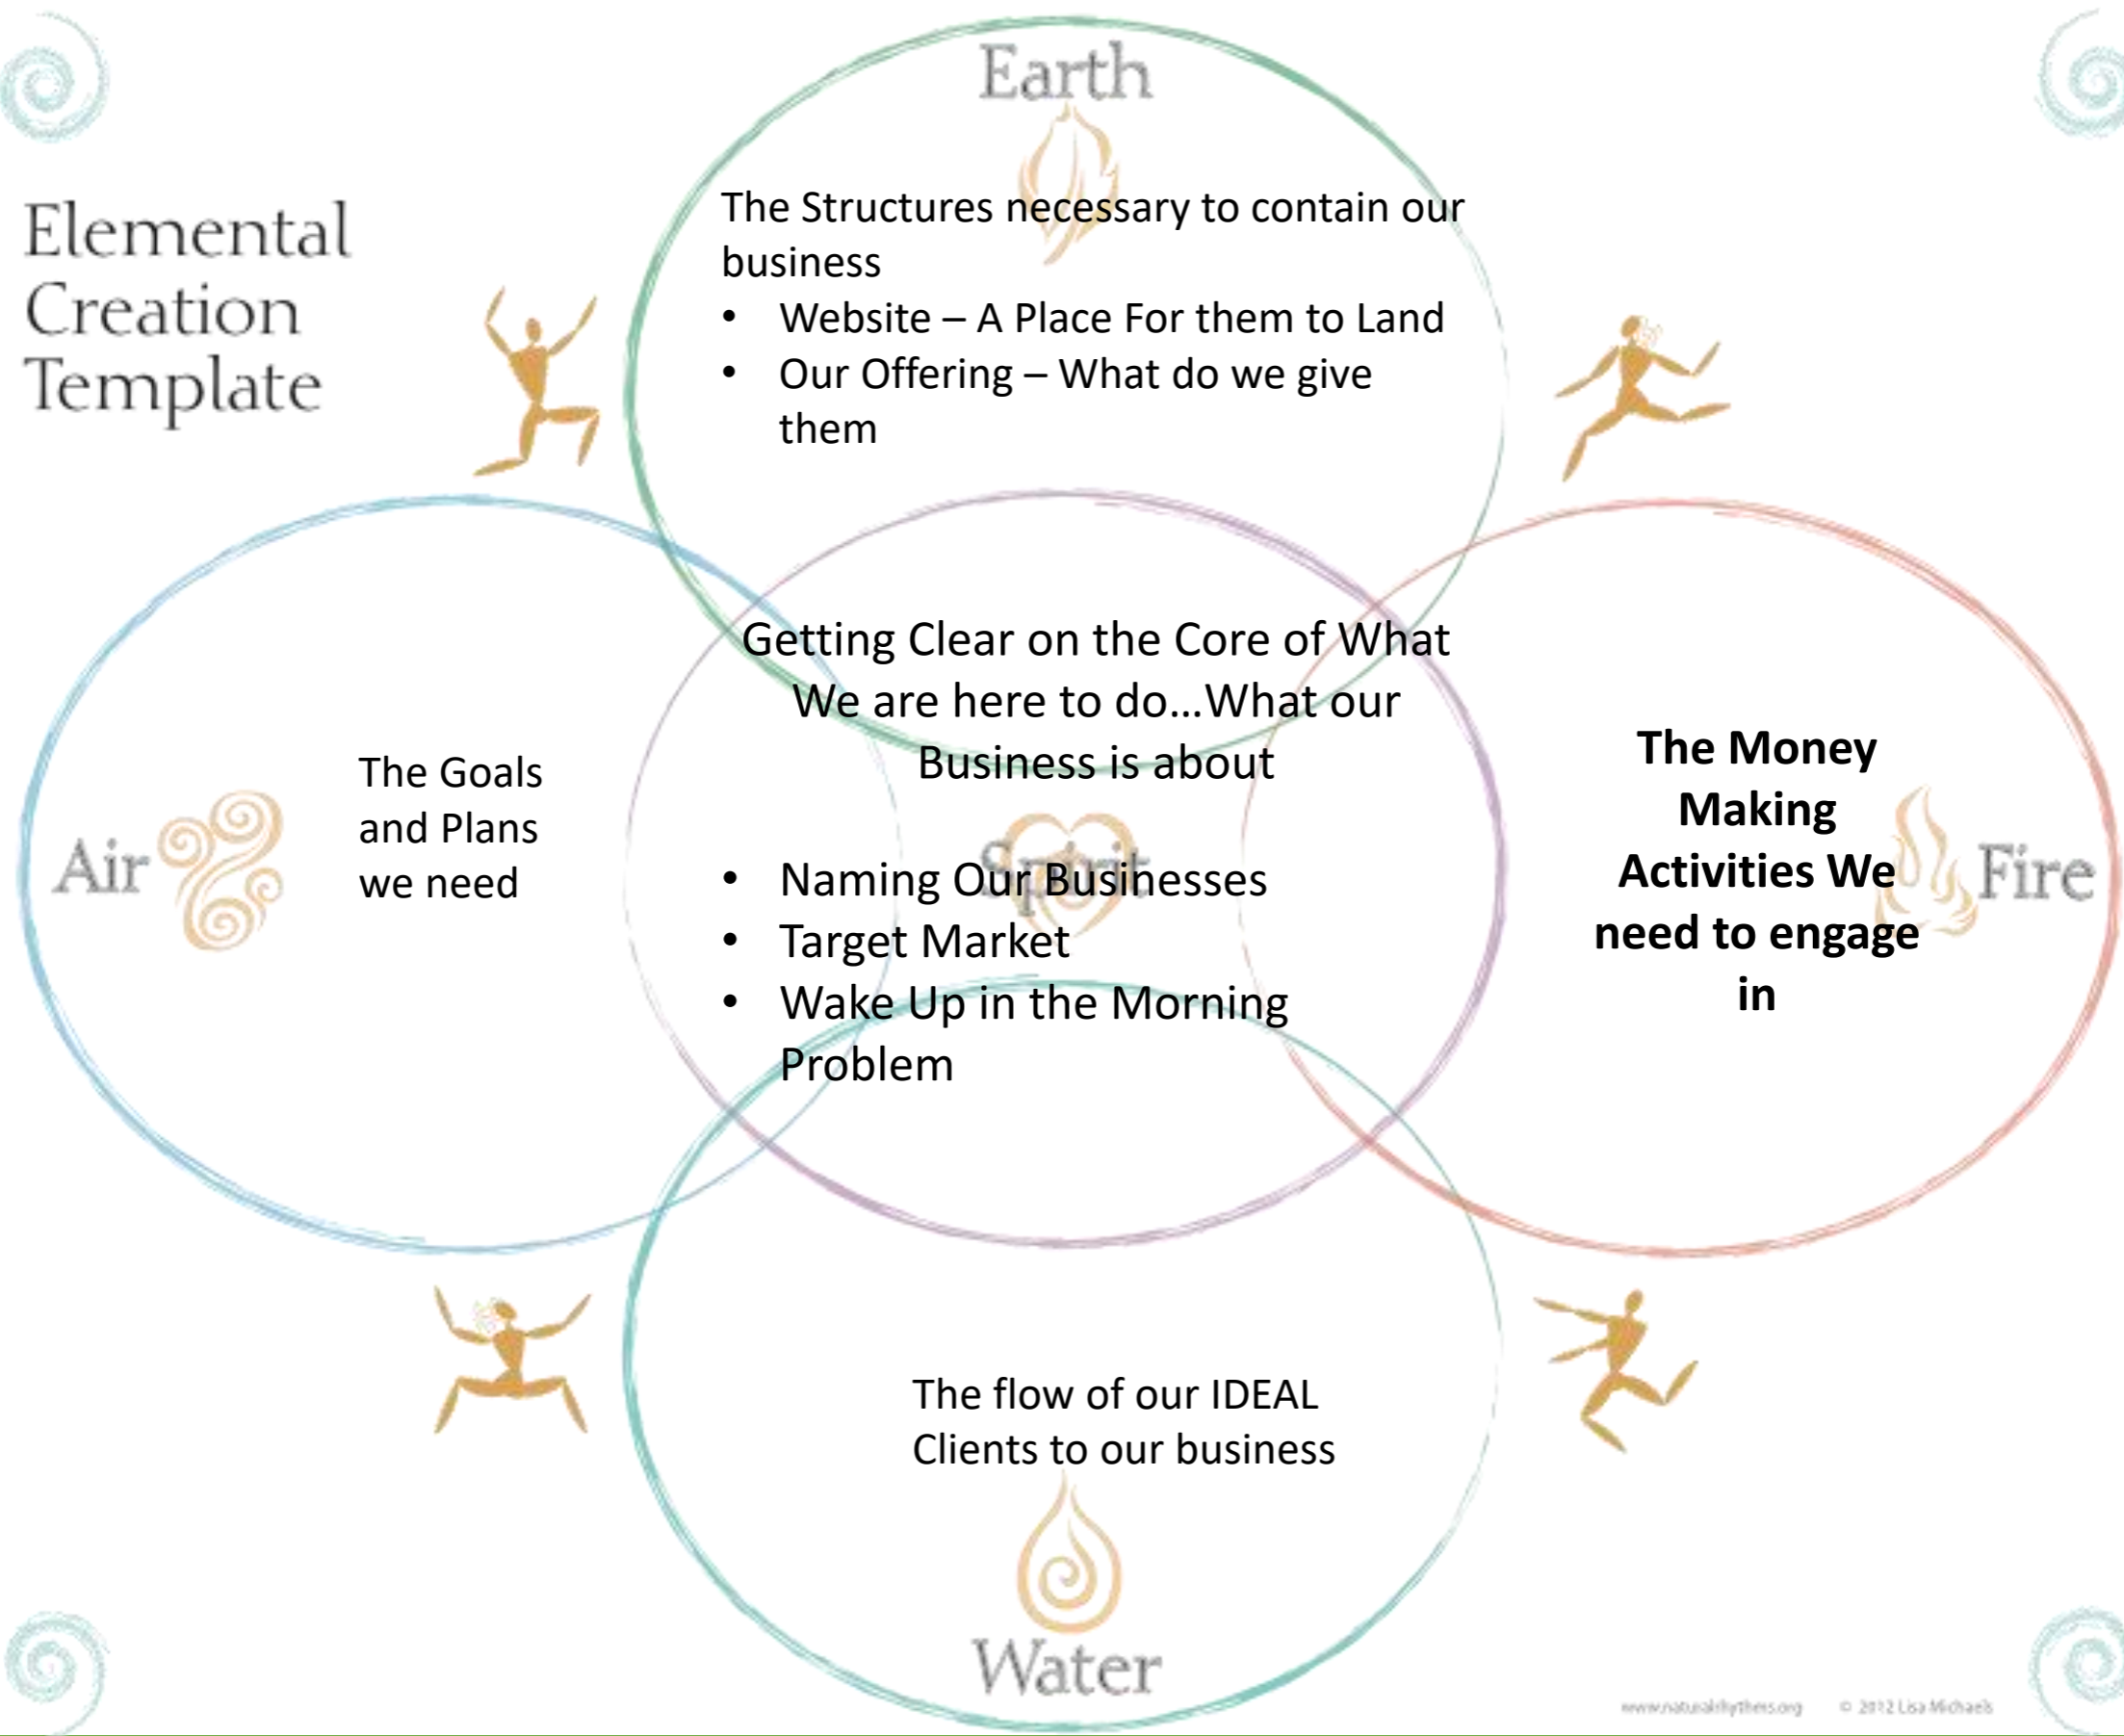 Earth
The Structures necessary to contain our
business
• Website – A Place For them to Land
• Our Offering – What do we give
them
Elemental
Creation
Template
Getting Clear on the Core of What
We are here to do...What our
Business is about
Spirit
• Naming Our Businesses
• Target Market
• Wake Up in the Morning
Problem
Air
The Goals
and Plans
we need
The Money
Making
Activities We
need to engage
in
Fire
The flow of our IDEAL
Clients to our business
Water
www.naturalrhythms.org © 2012 Lisa Michaels